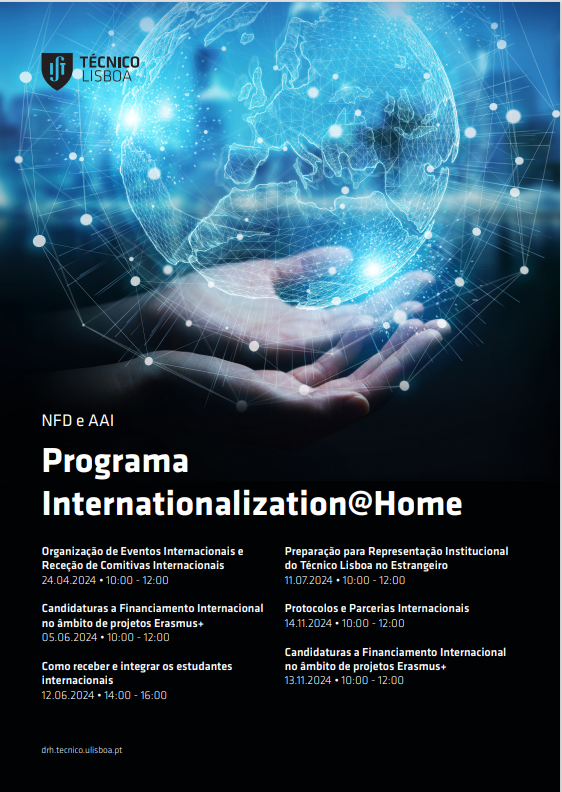 TÉCNICO
LISBOA
NFD e AAI
Programa
Internationalization@Home
Organização de Eventos Internacionais e
Receção de Comitivas Internacionais
24.04.2024 • 10:00 - 12:00
Candidaturas a Financiamento Internacional
no âmbito de projetos Erasmus+
05.06.2024 • 10:00 - 12:00
Como receber e integrar os estudantes
internacionais
12.06.2024 • 14:00 - 16:00
Preparação para Representação Institucional
do Técnico Lisboa no Estrangeiro
11.07.2024 • 10:00 - 12:00
Protocolos e Parcerias Internacionais
14.11.2024 • 10:00 - 12:00
Candidaturas a Financiamento Internacional
no âmbito de projetos Erasmus+
13.11.2024 • 10:00 - 12:00
drh.tecnico.ulisboa.pt